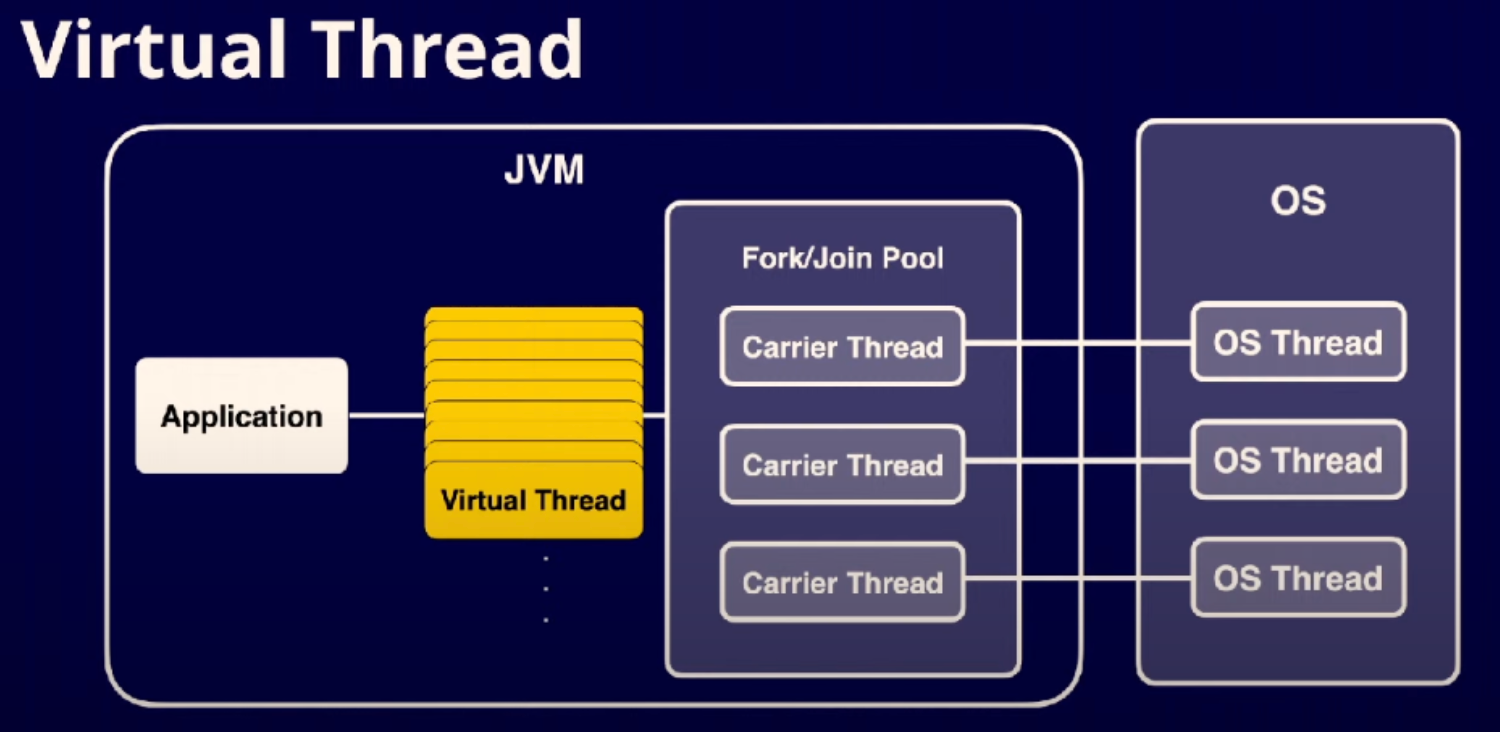 Virtual Thread
JVM
OS
Fork/Join Pool
Application
Virtual Thread
Carrier Thread
Carrier Thread
Carrier Thread
OS Thread
OS Thread
OS Thread